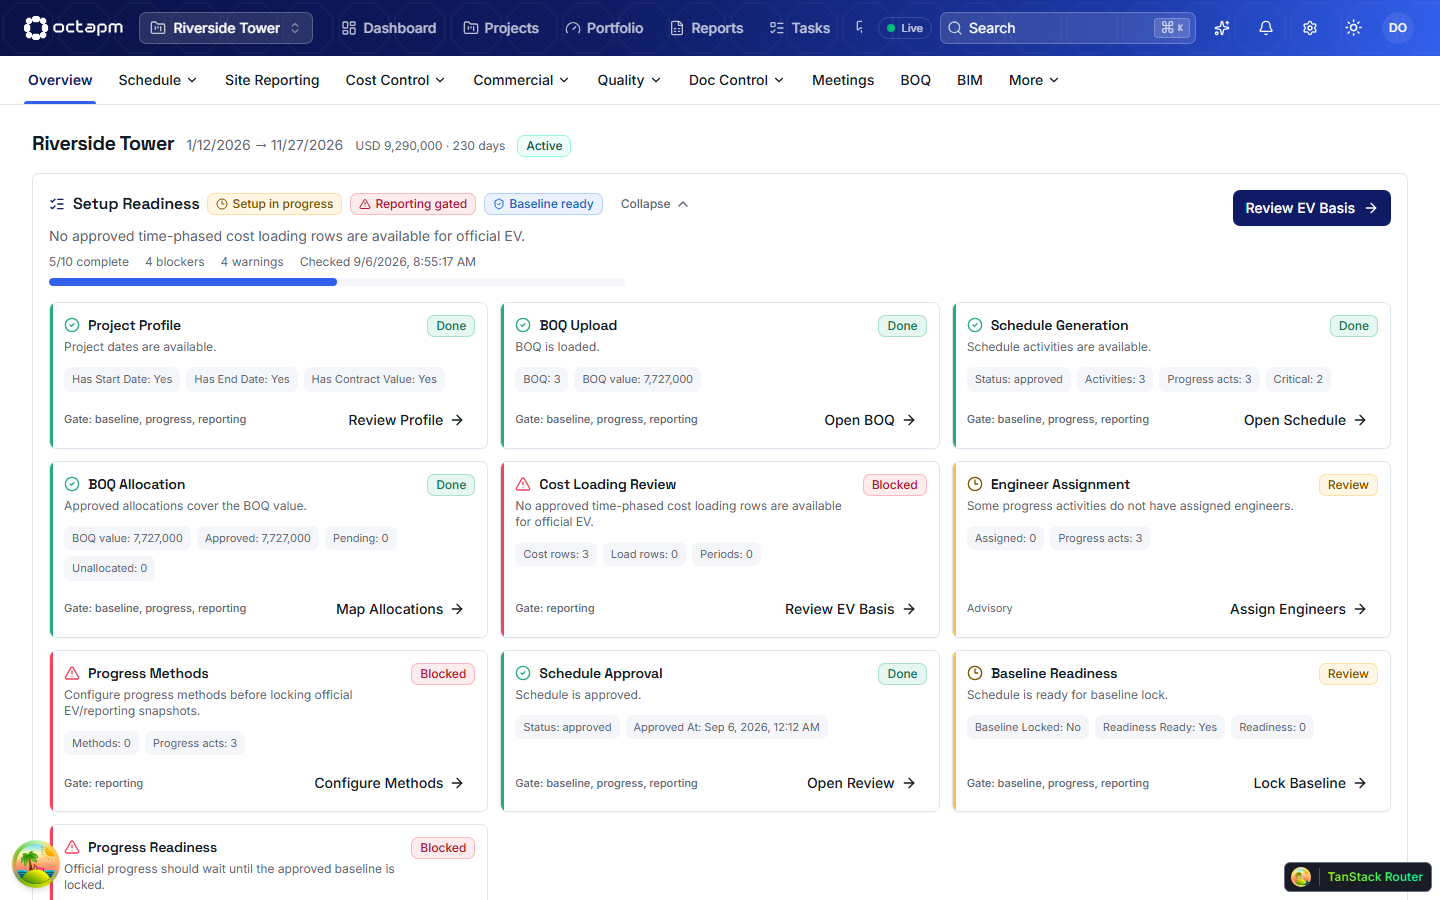 octapm Riverside Tower Dashboard Projects Portfolio Reports Tasks Live Search ⌘ K DO
Overview Schedule Site Reporting Cost Control Commercial Quality Doc Control Meetings BOQ BIM More
Riverside Tower 1/12/2026 → 11/27/2026 USD 9,290,000 · 230 days Active
Setup Readiness Setup in progress Reporting gated Baseline ready Collapse Review EV Basis →
No approved time-phased cost loading rows are available for official EV.
5/10 complete 4 blockers 4 warnings Checked 9/6/2026, 8:55:17 AM
Project Profile Done
Project dates are available.
Has Start Date: Yes Has End Date: Yes Has Contract Value: Yes
Gate: baseline, progress, reporting Review Profile →
BOQ Upload Done
BOQ is loaded.
BOQ: 3 BOQ value: 7,727,000
Gate: baseline, progress, reporting Open BOQ →
Schedule Generation Done
Schedule activities are available.
Status: approved Activities: 3 Progress acts: 3 Critical: 2
Gate: baseline, progress, reporting Open Schedule →
BOQ Allocation Done
Approved allocations cover the BOQ value.
BOQ value: 7,727,000 Approved: 7,727,000 Pending: 0
Unallocated: 0
Gate: baseline, progress, reporting Map Allocations →
Cost Loading Review Blocked
No approved time-phased cost loading rows are available
for official EV.
Cost rows: 3 Load rows: 0 Periods: 0
Gate: reporting Review EV Basis →
Engineer Assignment Review
Some progress activities do not have assigned engineers.
Assigned: 0 Progress acts: 3
Advisory Assign Engineers →
Progress Methods Blocked
Configure progress methods before locking official
EV/reporting snapshots.
Methods: 0 Progress acts: 3
Gate: reporting Configure Methods →
Schedule Approval Done
Schedule is approved.
Status: approved Approved At: Sep 6, 2026, 12:12 AM
Gate: baseline, progress, reporting Open Review →
Baseline Readiness Review
Schedule is ready for baseline lock.
Baseline Locked: No Readiness Ready: Yes Readiness: 0
Gate: baseline, progress, reporting Lock Baseline →
Progress Readiness Blocked
Official progress should wait until the approved baseline is
locked.
TanStack Router